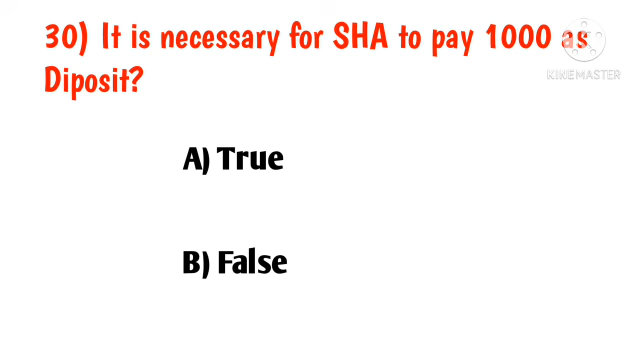 30) It is necessary for SHA to pay 1000 as
Diposit?
KINEMASTER
A) True
B) False